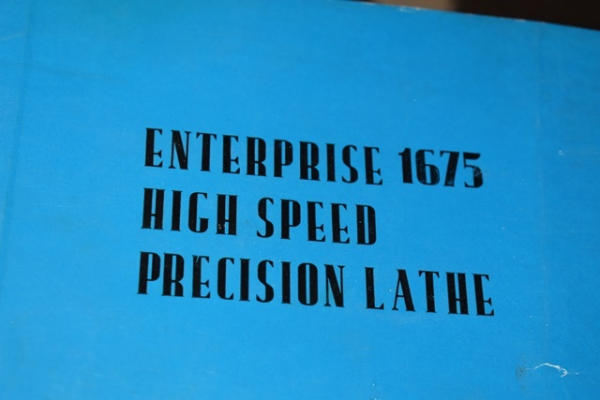 ENTERPRISE 1675
HIGH SPEED
PRECISION LATHE